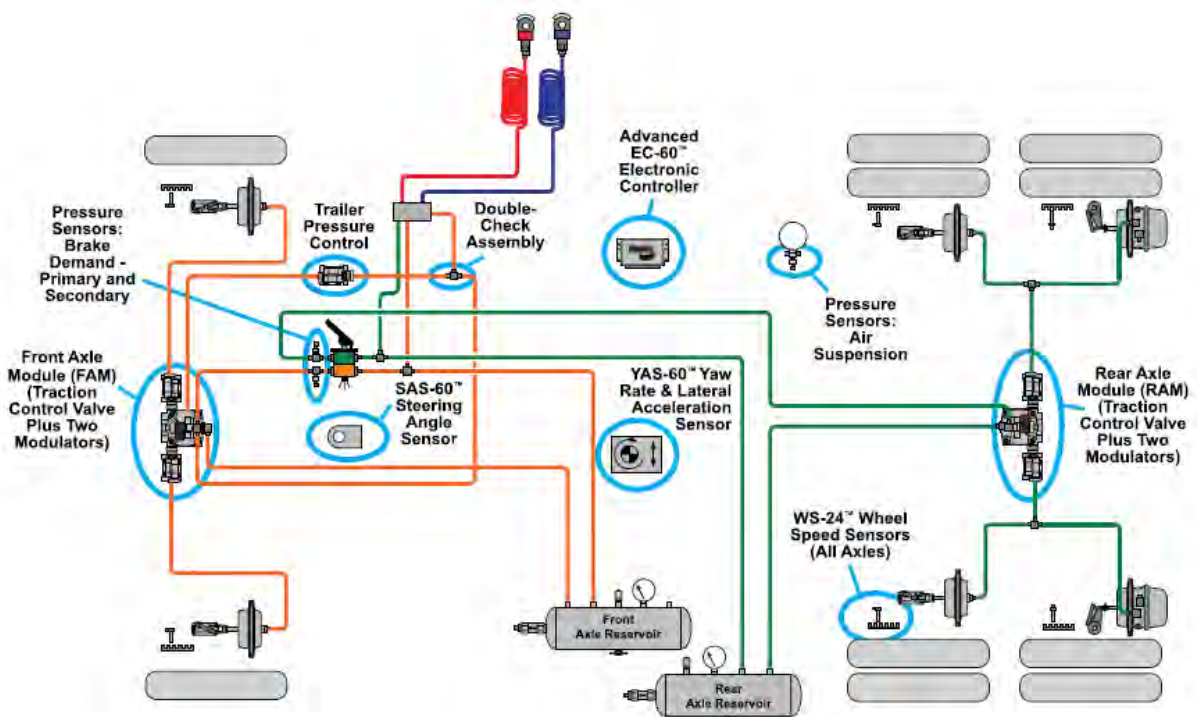 Advanced
EC-60™
Electronic
Controller
Pressure
Sensors:
Brake
Demand -
Primary and
Secondary
Trailer
Pressure
Control
Double-
Check
Assembly
Pressure
Sensors:
Air
Suspension
Front Axle
Module (FAM)
(Traction
Control Valve
Plus Two
Modulators)
SAS-60™
Steering
Angle
Sensor
YAS-60™ Yaw
Rate & Lateral
Acceleration
Sensor
Rear Axle
Module (RAM)
(Traction
Control Valve
Plus Two
Modulators)
WS-24™ Wheel
Speed Sensors
(All Axles)
Front
Axle Reservoir
Rear
Axle Reservoir